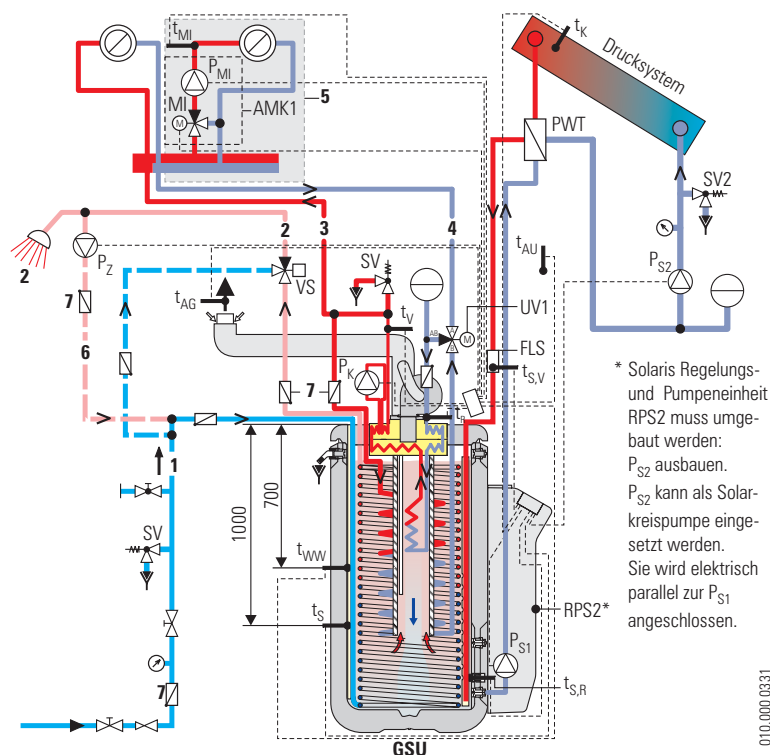 t_MI
P_MI
MI
M
AMK1
5
t_K
Drucksystem
PWT
SV2
P_S2
2
P_Z
2
3
4
SV
t_AU
VS
t_AG
t_V
AB
A
B
M
UV1
7
6
P_K
7
FLS
t_S,V
t_R
1
1000
700
SV
t_WW
t_S
7
P_S1
RPS2*
t_S,R
GSU
* Solaris Regelungs-
und Pumpeneinheit
RPS2 muss umge-
baut werden:
P_S2 ausbauen.
P_S2 kann als Solar-
kreispumpe einge-
setzt werden.
Sie wird elektrisch
parallel zur P_S1
angeschlossen.
010.000 0331